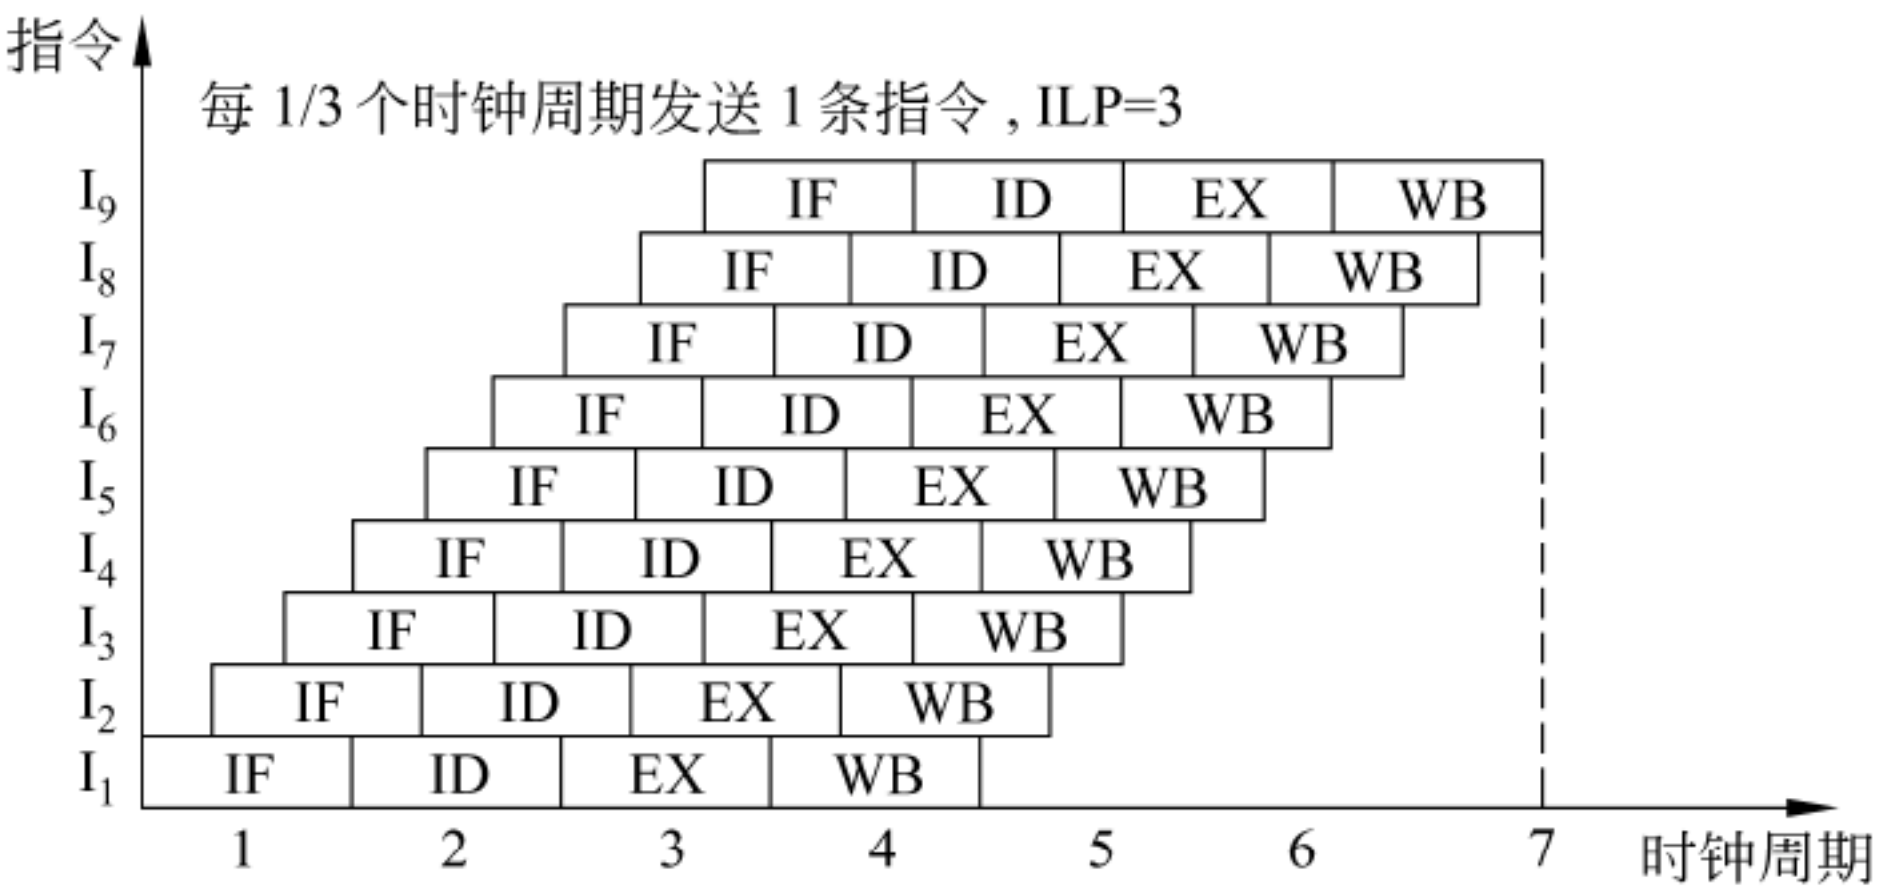 指令
每 1/3 个时钟周期发送 1 条指令 , ILP=3
I9 IF ID EX WB
I8 IF ID EX WB
I7 IF ID EX WB
I6 IF ID EX WB
I5 IF ID EX WB
I4 IF ID EX WB
I3 IF ID EX WB
I2 IF ID EX WB
I1 IF ID EX WB
1 2 3 4 5 6 7 时钟周期